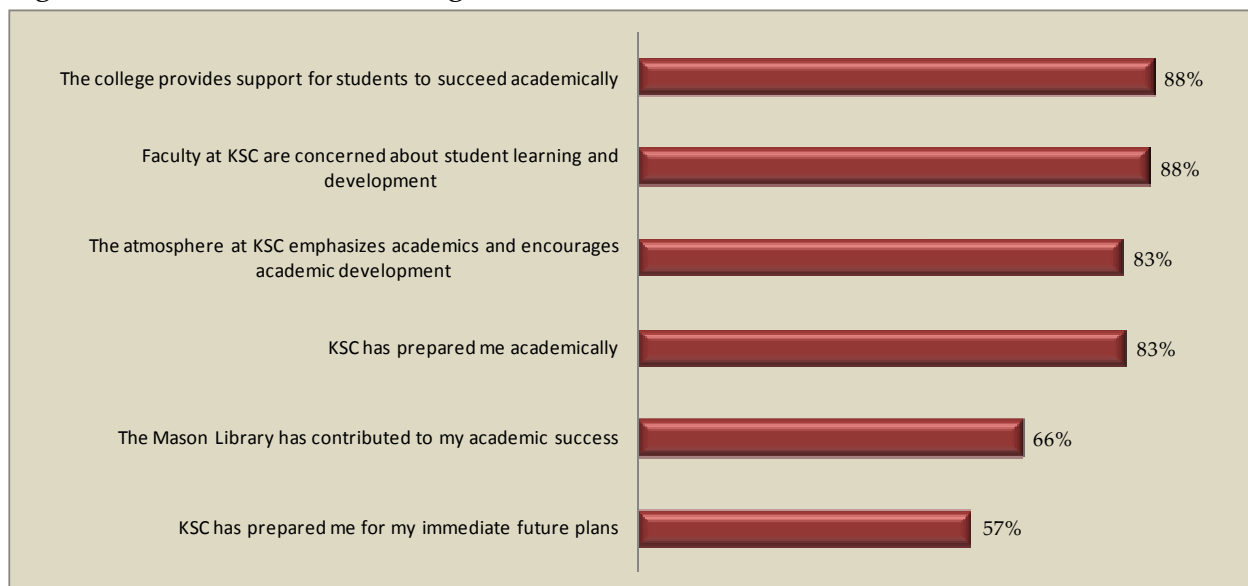 The college provides support for students to succeed academically
88%
Faculty at KSC are concerned about student learning and
development
88%
The atmosphere at KSC emphasizes academics and encourages
academic development
83%
KSC has prepared me academically
83%
The Mason Library has contributed to my academic success
66%
KSC has prepared me for my immediate future plans
57%